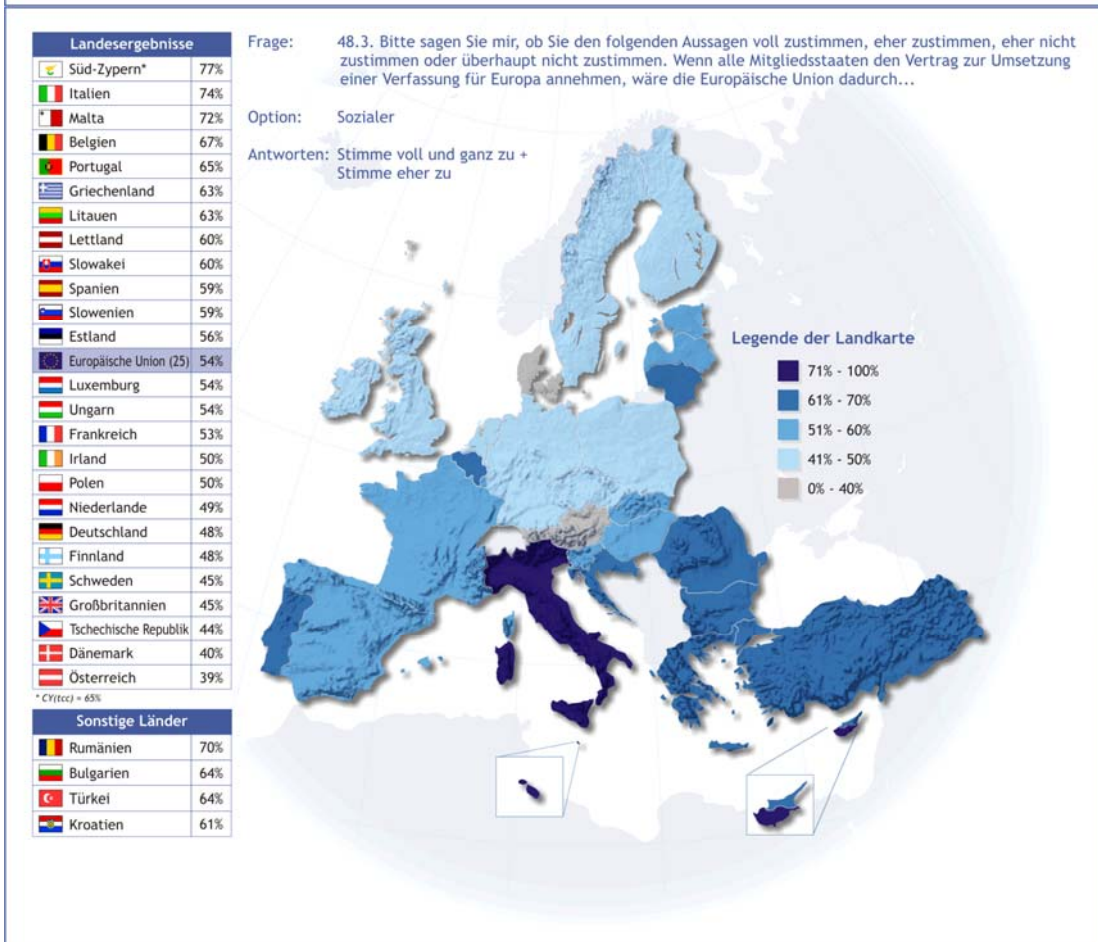 Landesergebnisse
Süd-Zypern* 77%
Italien 74%
Malta 72%
Belgien 67%
Portugal 65%
Griechenland 63%
Litauen 63%
Lettland 60%
Slowakei 60%
Spanien 59%
Slowenien 59%
Estland 56%
Europäische Union (25) 54%
Luxemburg 54%
Ungarn 54%
Frankreich 53%
Irland 50%
Polen 50%
Niederlande 49%
Deutschland 48%
Finnland 48%
Schweden 45%
Großbritannien 45%
Tschechische Republik 44%
Dänemark 40%
Österreich 39%
* CY(tcc) = 65%
Sonstige Länder
Rumänien 70%
Bulgarien 64%
Türkei 64%
Kroatien 61%
Frage: 48.3. Bitte sagen Sie mir, ob Sie den folgenden Aussagen voll zustimmen, eher zustimmen, eher nicht
zustimmen oder überhaupt nicht zustimmen. Wenn alle Mitgliedsstaaten den Vertrag zur Umsetzung
einer Verfassung für Europa annehmen, wäre die Europäische Union dadurch...
Option: Sozialer
Antworten: Stimme voll und ganz zu +
Stimme eher zu
Legende der Landkarte
71% - 100%
61% - 70%
51% - 60%
41% - 50%
0% - 40%